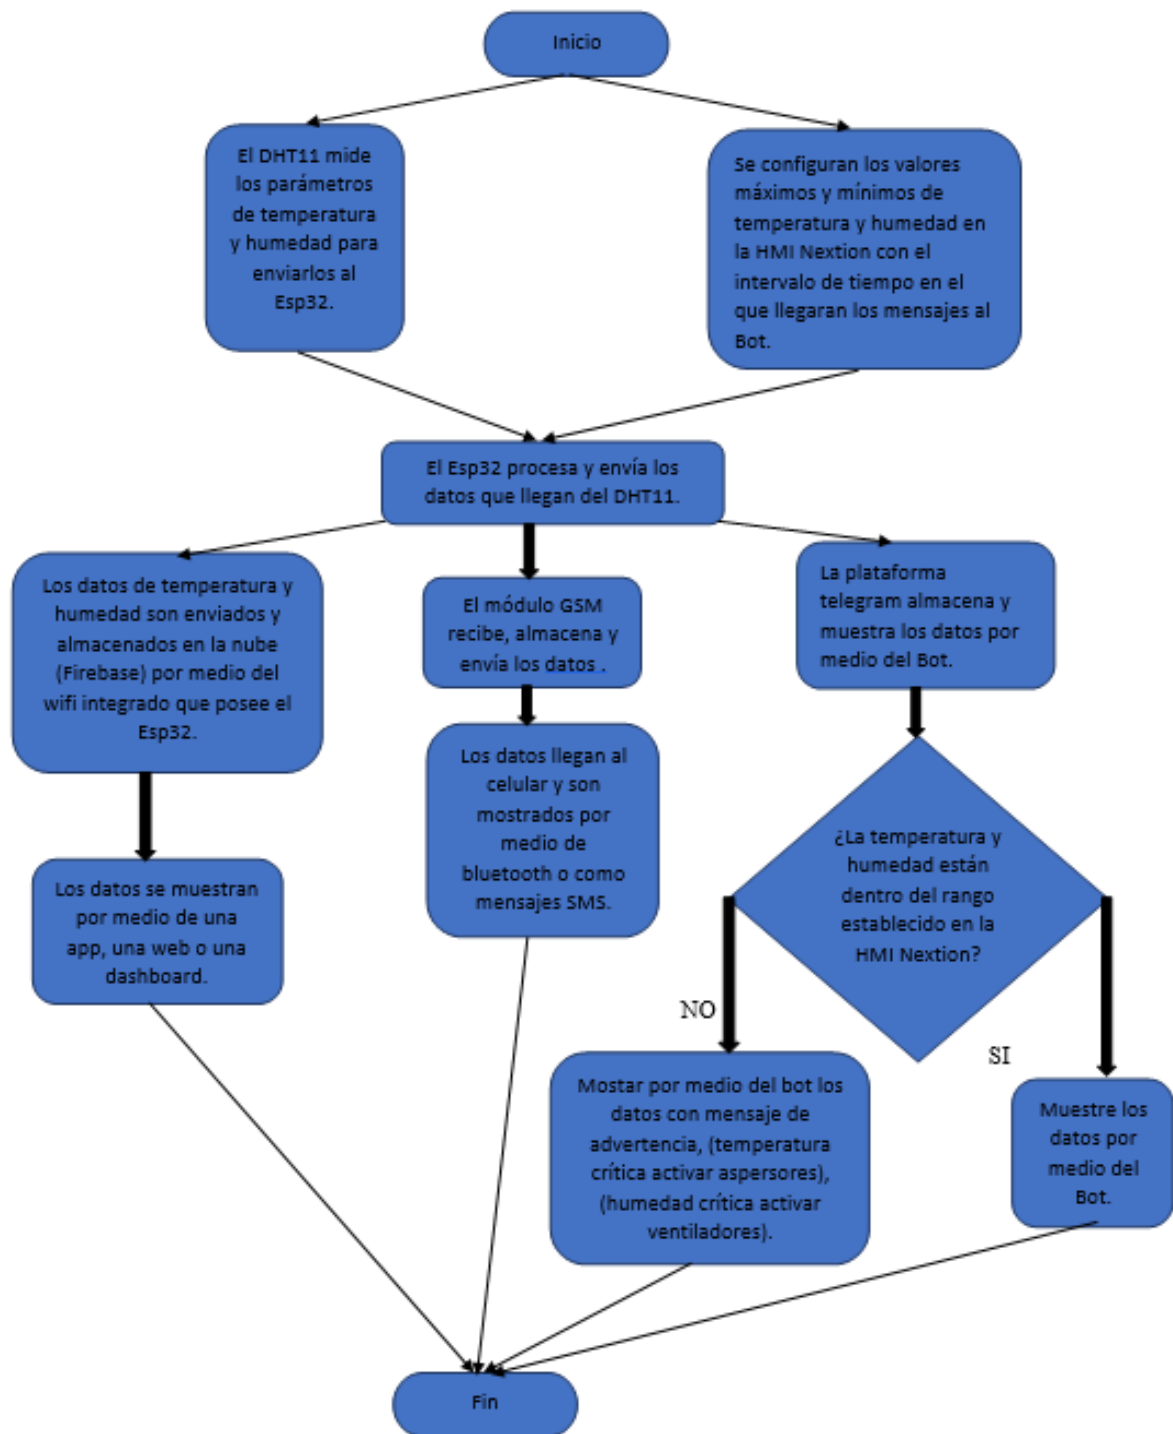 Inicio
El DHT11 mide
los parámetros
de temperatura
y humedad para
enviarlos al
Esp32.
Se configuran los valores
máximos y mínimos de
temperatura y humedad en
la HMI Nextion con el
intervalo de tiempo en el
que llegaran los mensajes al
Bot.
El Esp32 procesa y envía los
datos que llegan del DHT11.
Los datos de temperatura y
humedad son enviados y
almacenados en la nube
(Firebase) por medio del
wifi integrado que posee el
Esp32.
El módulo GSM
recibe, almacena y
envía los datos .
La plataforma
telegram almacena y
muestra los datos por
medio del Bot.
Los datos se muestran
por medio de una
app, una web o una
dashboard.
Los datos llegan al
celular y son
mostrados por
medio de
bluetooth o como
mensajes SMS.
¿La temperatura y
humedad están
dentro del rango
establecido en la
HMI Nextion?
NO
SI
Mostar por medio del bot los
datos con mensaje de
advertencia, (temperatura
crítica activar aspersores),
(humedad crítica activar
ventiladores).
Muestre los
datos por
medio del
Bot.
Fin